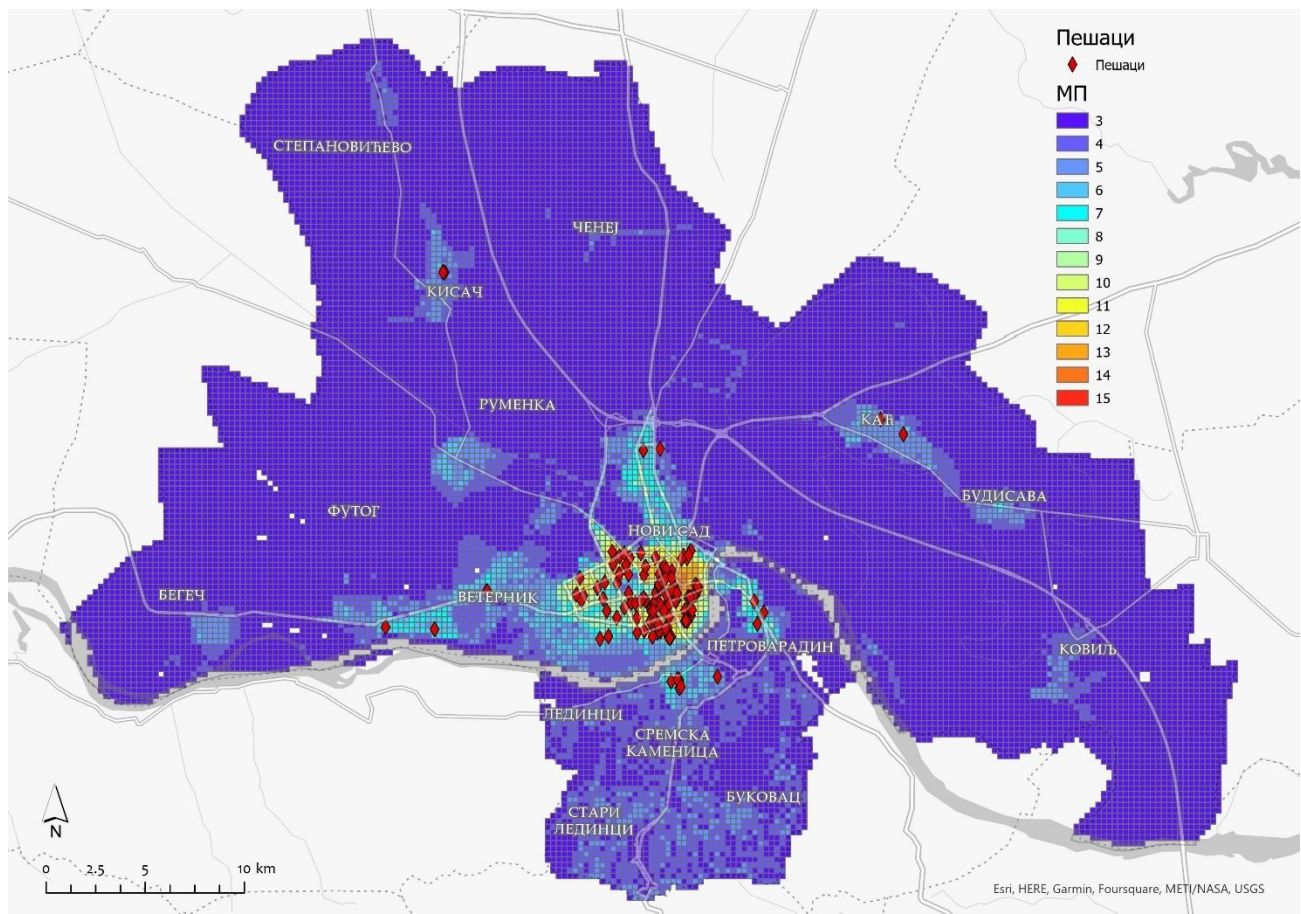 Пешаци
Пешаци
МП
3
4
5
6
7
8
9
10
11
12
13
14
15
СТЕПАНОВИЋЕВО
ЧЕНЕЈ
КИСАЧ
РУМЕНКА
КАЋ
БУДИСАВА
ФУТОГ
НОВИ САД
БЕГЕЧ
ВЕТЕРНИК
ПЕТРОВАРАДИН
КОВИЉ
ЛЕДИНЦИ
СРЕМСКА
КАМЕНИЦА
БУКОВАЦ
СТАРИ
ЛЕДИНЦИ
N
0 2.5 5 10 km
Esri, HERE, Garmin, Foursquare, METI/NASA, USGS